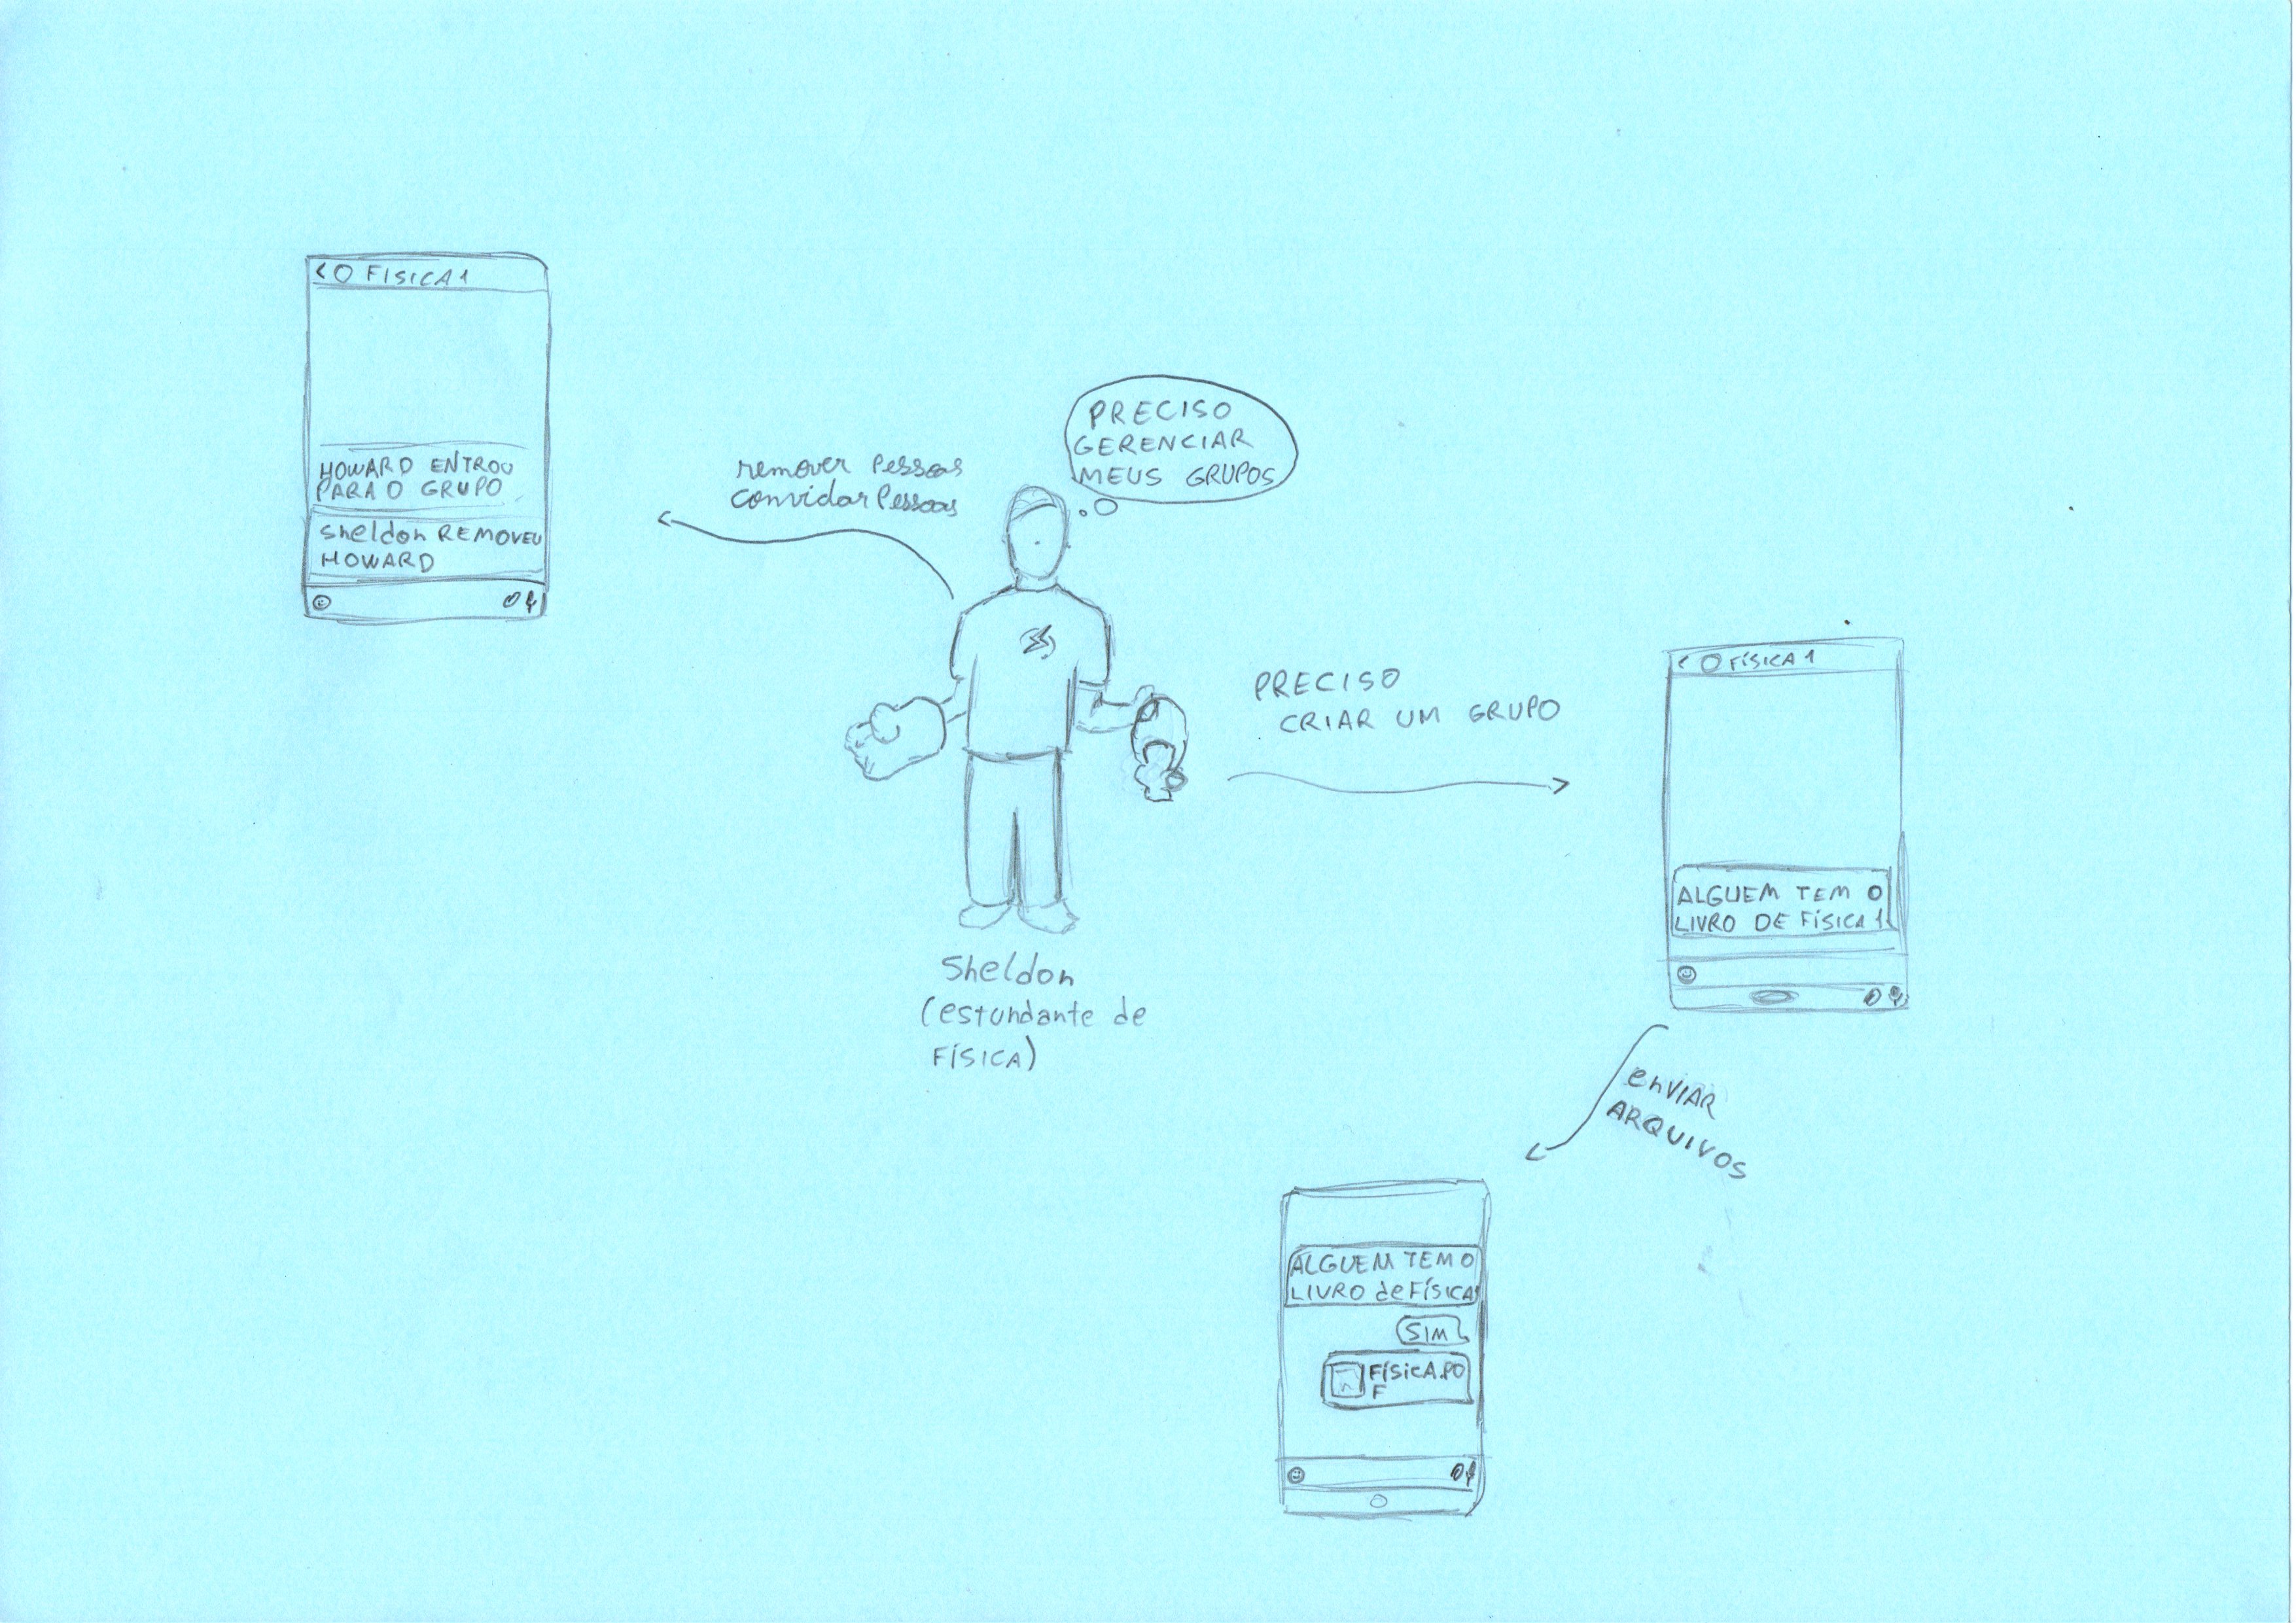 < O FISICA 1
HOWARD ENTROU
PARA O GRUPO
Sheldon REMOVEU
HOWARD
remover Pessoas
convidar Pessoas
PRECISO
GERENCIAR
MEUS GRUPOS
Sheldon
(estundante de
FÍSICA)
PRECISO
CRIAR UM GRUPO
< O FÍSICA 1
ALGUEM TEM O
LIVRO DE FÍSICA 1
enVIAR
ARQUIVOS
ALGUEM TEM O
LIVRO de FÍSICA
SIM
FÍSICA.PD
F